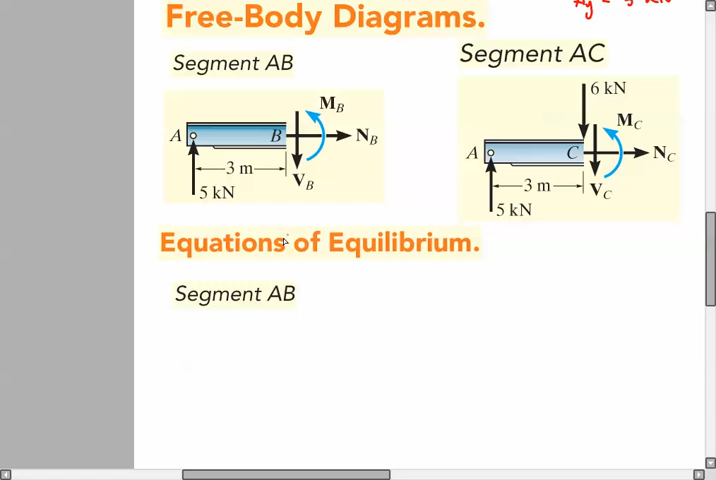 Free-Body Diagrams.
Segment AB
Segment AC
6 kN
M_B
A
B
N_B
3 m
V_B
5 kN
M_C
A
C
N_C
3 m
V_C
5 kN
Equations of Equilibrium.
Segment AB